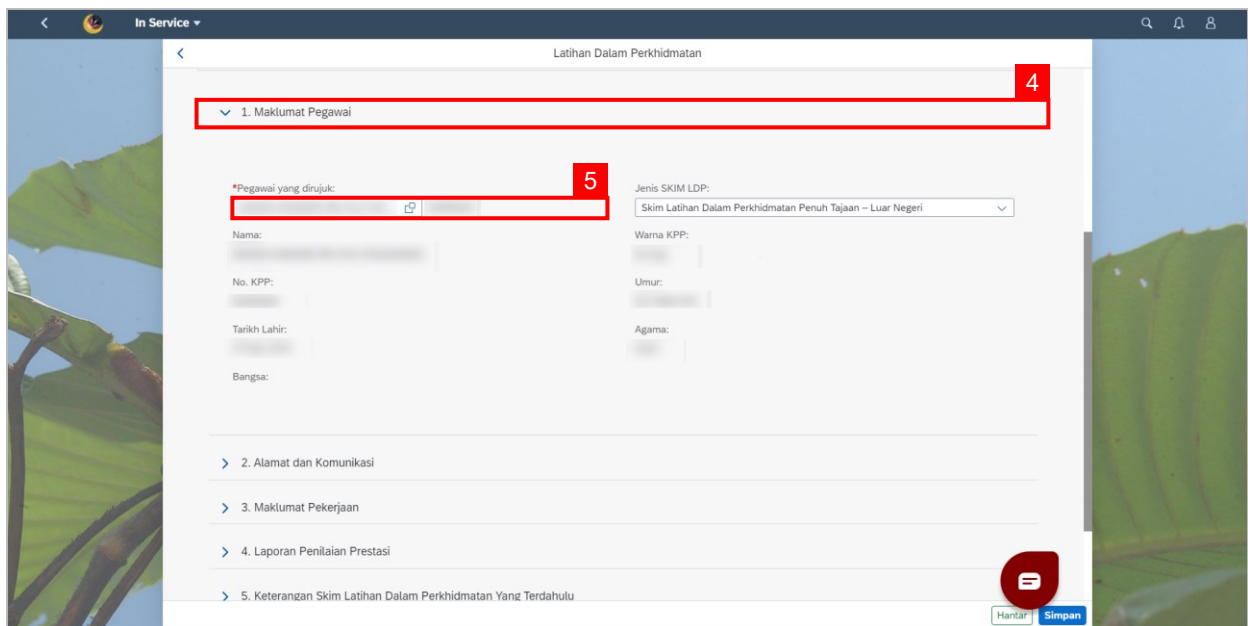 In Service
Latihan Dalam Perkhidmatan
4
1. Maklumat Pegawai
5
*Pegawai yang dirujuk:
Jenis SKIM LDP:
Skim Latihan Dalam Perkhidmatan Penuh Tajaan – Luar Negeri
Nama:
Warna KPP:
No. KPP:
Umur:
Tarikh Lahir:
Agama:
Bangsa:
2. Alamat dan Komunikasi
3. Maklumat Pekerjaan
4. Laporan Penilaian Prestasi
5. Keterangan Skim Latihan Dalam Perkhidmatan Yang Terdahulu
Hantar Simpan